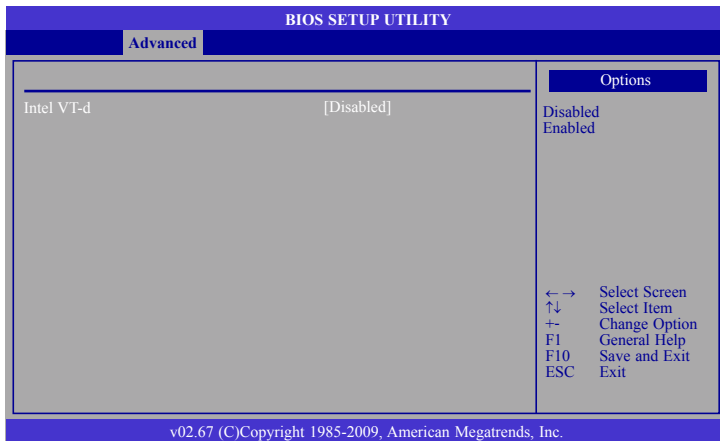 BIOS SETUP UTILITY
Advanced
Intel VT-d [Disabled]
Options
Disabled
Enabled
←→ Select Screen
↑↓ Select Item
+- Change Option
F1 General Help
F10 Save and Exit
ESC Exit
v02.67 (C)Copyright 1985-2009, American Megatrends, Inc.